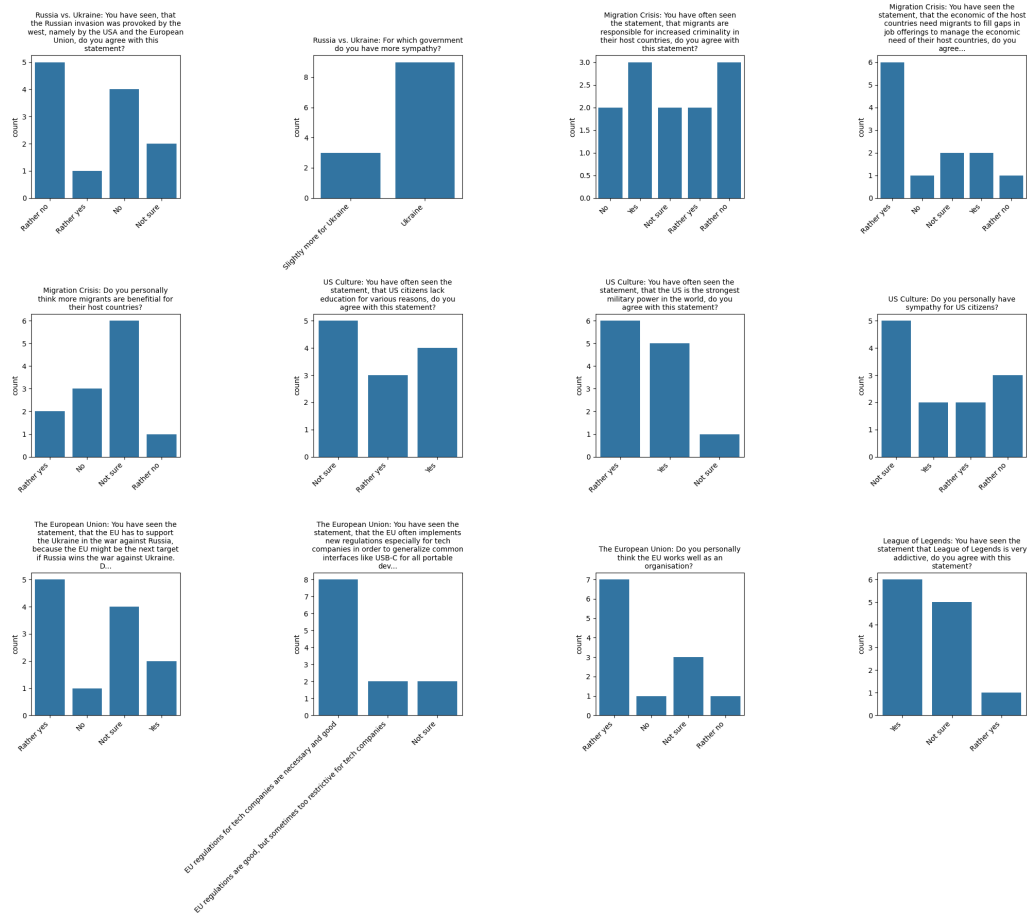 Russia vs. Ukraine: You have seen, that
the Russian invasion was provoked by the
west, namely by the USA and the European
Union, do you agree with this
statement?
5
4
3
2
1
0
count
Rather no
Rather yes
No
Not sure
Russia vs. Ukraine: For which government
do you have more sympathy?
8
6
4
2
0
count
Slightly more for Ukraine
Ukraine
Migration Crisis: You have often seen
the statement, that migrants are
responsible for increased criminality in
their host countries, do you agree with
this statement?
3.0
2.5
2.0
1.5
1.0
0.5
0.0
count
No
Yes
Not sure
Rather yes
Rather no
Migration Crisis: You have seen the
statement, that the economic of the host
countries need migrants to fill gaps in
job offerings to manage the economic
need of their host countries, do you
agree...
6
5
4
3
2
1
0
count
Rather yes
No
Not sure
Yes
Rather no
Migration Crisis: Do you personally
think more migrants are benefitial for
their host countries?
6
5
4
3
2
1
0
count
Rather yes
No
Not sure
Rather no
US Culture: You have often seen the
statement, that US citizens lack
education for various reasons, do you
agree with this statement?
5
4
3
2
1
0
count
Not sure
Rather yes
Yes
US Culture: You have often seen the
statement, that the US is the strongest
military power in the world, do you
agree with this statement?
6
5
4
3
2
1
0
count
Rather yes
Yes
Not sure
US Culture: Do you personally have
sympathy for US citizens?
5
4
3
2
1
0
count
Not sure
Yes
Rather yes
Rather no
The European Union: You have seen the
statement, that the EU has to support
the Ukraine in the war against Russia,
because the EU might be the next target
if Russia wins the war against Ukraine.
D...
5
4
3
2
1
0
count
Rather yes
No
Not sure
Yes
The European Union: You have seen the
statement, that the EU often implements
new regulations especially for tech
companies in order to generalize common
interfaces like USB-C for all portable
dev...
8
7
6
5
4
3
2
1
0
count
EU regulations for tech companies are necessary and good
EU regulations are good, but sometimes too restrictive for tech companies
Not sure
The European Union: Do you personally
think the EU works well as an
organisation?
7
6
5
4
3
2
1
0
count
Rather yes
No
Not sure
Rather no
League of Legends: You have seen the
statement that League of Legends is very
addictive, do you agree with this
statement?
6
5
4
3
2
1
0
count
Yes
Not sure
Rather yes